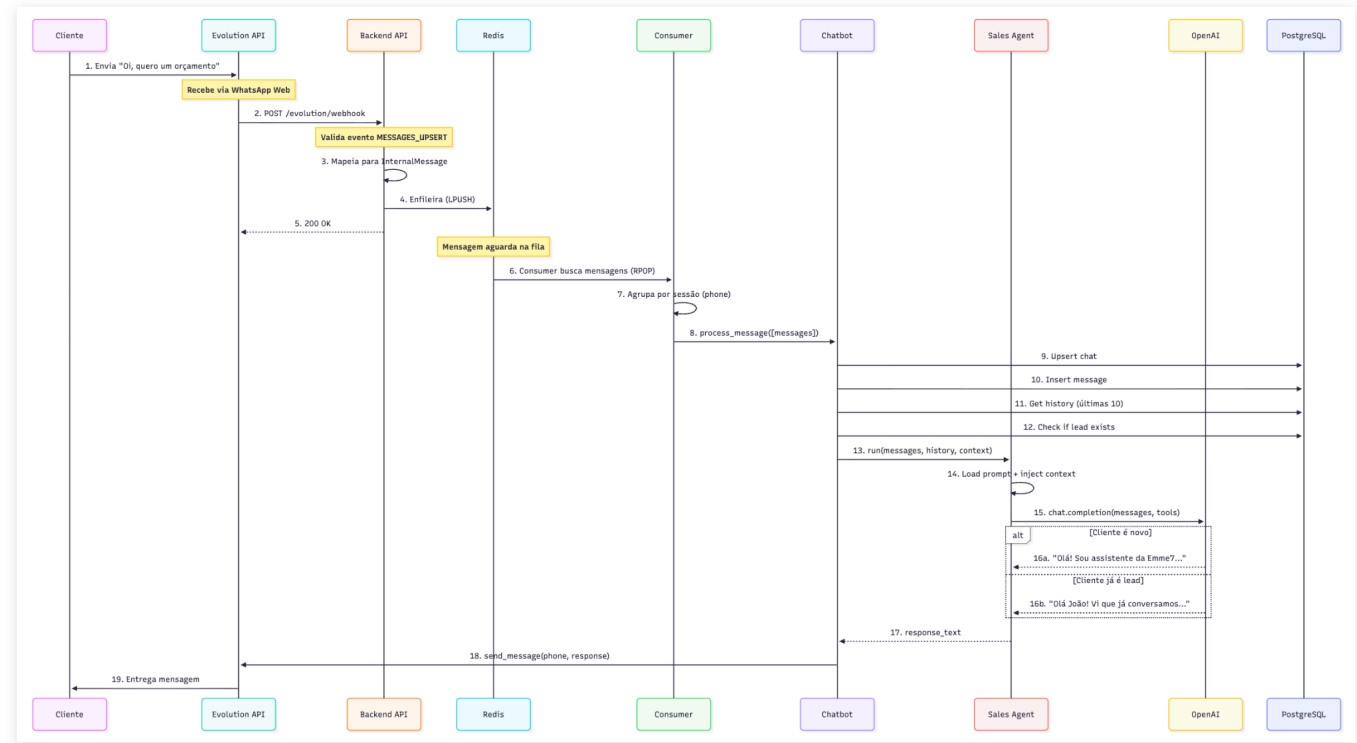 Cliente
Evolution API
Backend API
Redis
Consumer
Chatbot
Sales Agent
OpenAI
PostgreSQL
1. Envia "Oi, quero um orçamento"
Recebe via WhatsApp Web
2. POST /evolution/webhook
Valida evento MESSAGES_UPSERT
3. Mapeia para InternalMessage
4. Enfileira (LPUSH)
5. 200 OK
Mensagem aguarda na fila
6. Consumer busca mensagens (RPOP)
7. Agrupa por sessão (phone)
8. process_message([messages])
9. Upsert chat
10. Insert message
11. Get history (últimas 10)
12. Check if lead exists
13. run(messages, history, context)
14. Load prompt + inject context
15. chat.completion(messages, tools)
alt
[Cliente é novo]
16a. "Olá! Sou assistente da Emme7..."
[Cliente já é lead]
16b. "Olá João! Vi que já conversamos..."
17. response_text
18. send_message(phone, response)
19. Entrega mensagem
Cliente
Evolution API
Backend API
Redis
Consumer
Chatbot
Sales Agent
OpenAI
PostgreSQL